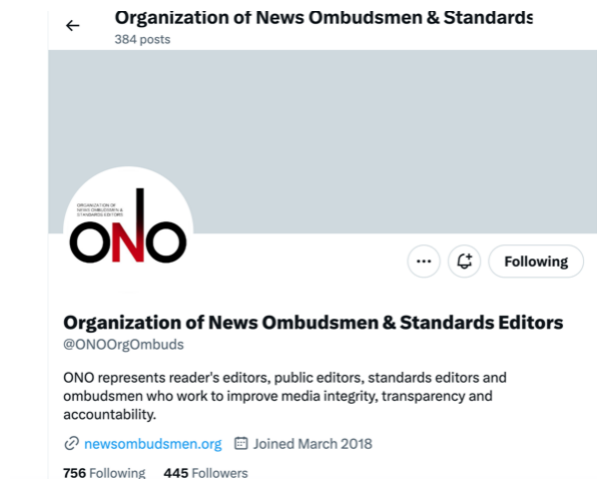 Organization of News Ombudsmen & Standards
384 posts
ORGANIZATION OF
NEWS OMBUDSMEN &
STANDARDS EDITORS
ONO
Following
Organization of News Ombudsmen & Standards Editors
@ONOOrgOmbuds
ONO represents reader's editors, public editors, standards editors and
ombudsmen who work to improve media integrity, transparency and
accountability.
newsombudsmen.org Joined March 2018
756 Following 445 Followers